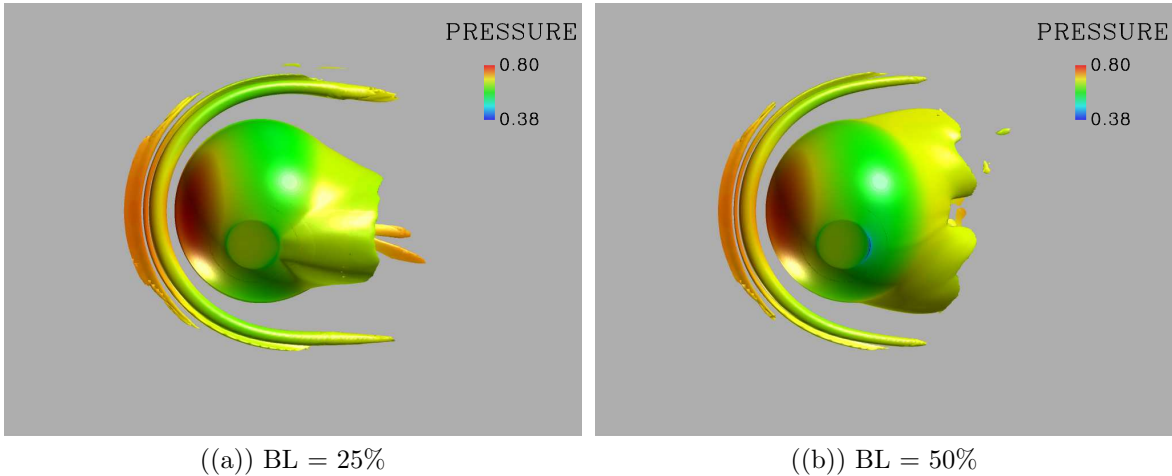 PRESSURE
0.80
0.38
PRESSURE
0.80
0.38
((a)) BL = 25%
((b)) BL = 50%